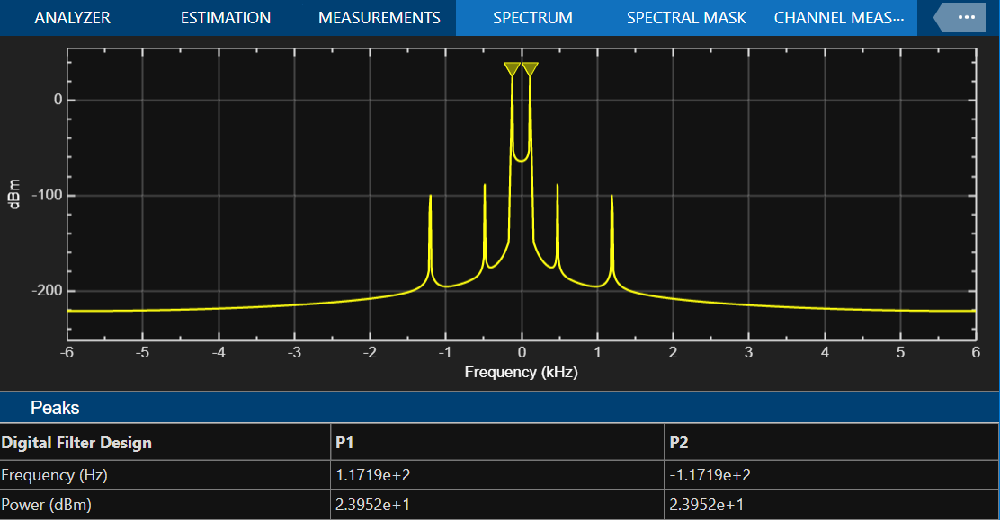 ANALYZER ESTIMATION MEASUREMENTS SPECTRUM SPECTRAL MASK CHANNEL MEAS... ...
0
-100
-200
dBm
-6 -5 -4 -3 -2 -1 0 1 2 3 4 5 6
Frequency (kHz)
Peaks
Digital Filter Design P1 P2
Frequency (Hz) 1.1719e+2 -1.1719e+2
Power (dBm) 2.3952e+1 2.3952e+1